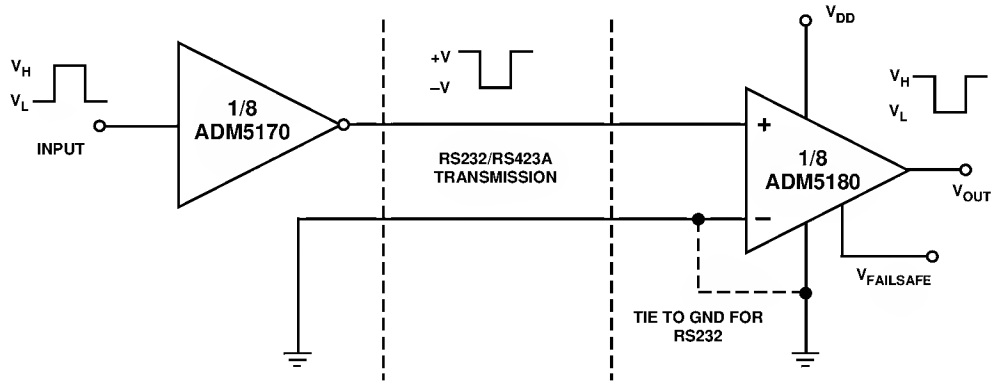 V_H
V_L
INPUT
1/8
ADM5170
+V
–V
RS232/RS423A
TRANSMISSION
V_DD
V_H
V_L
+
1/8
ADM5180
–
V_OUT
V_FAILSAFE
TIE TO GND FOR
RS232